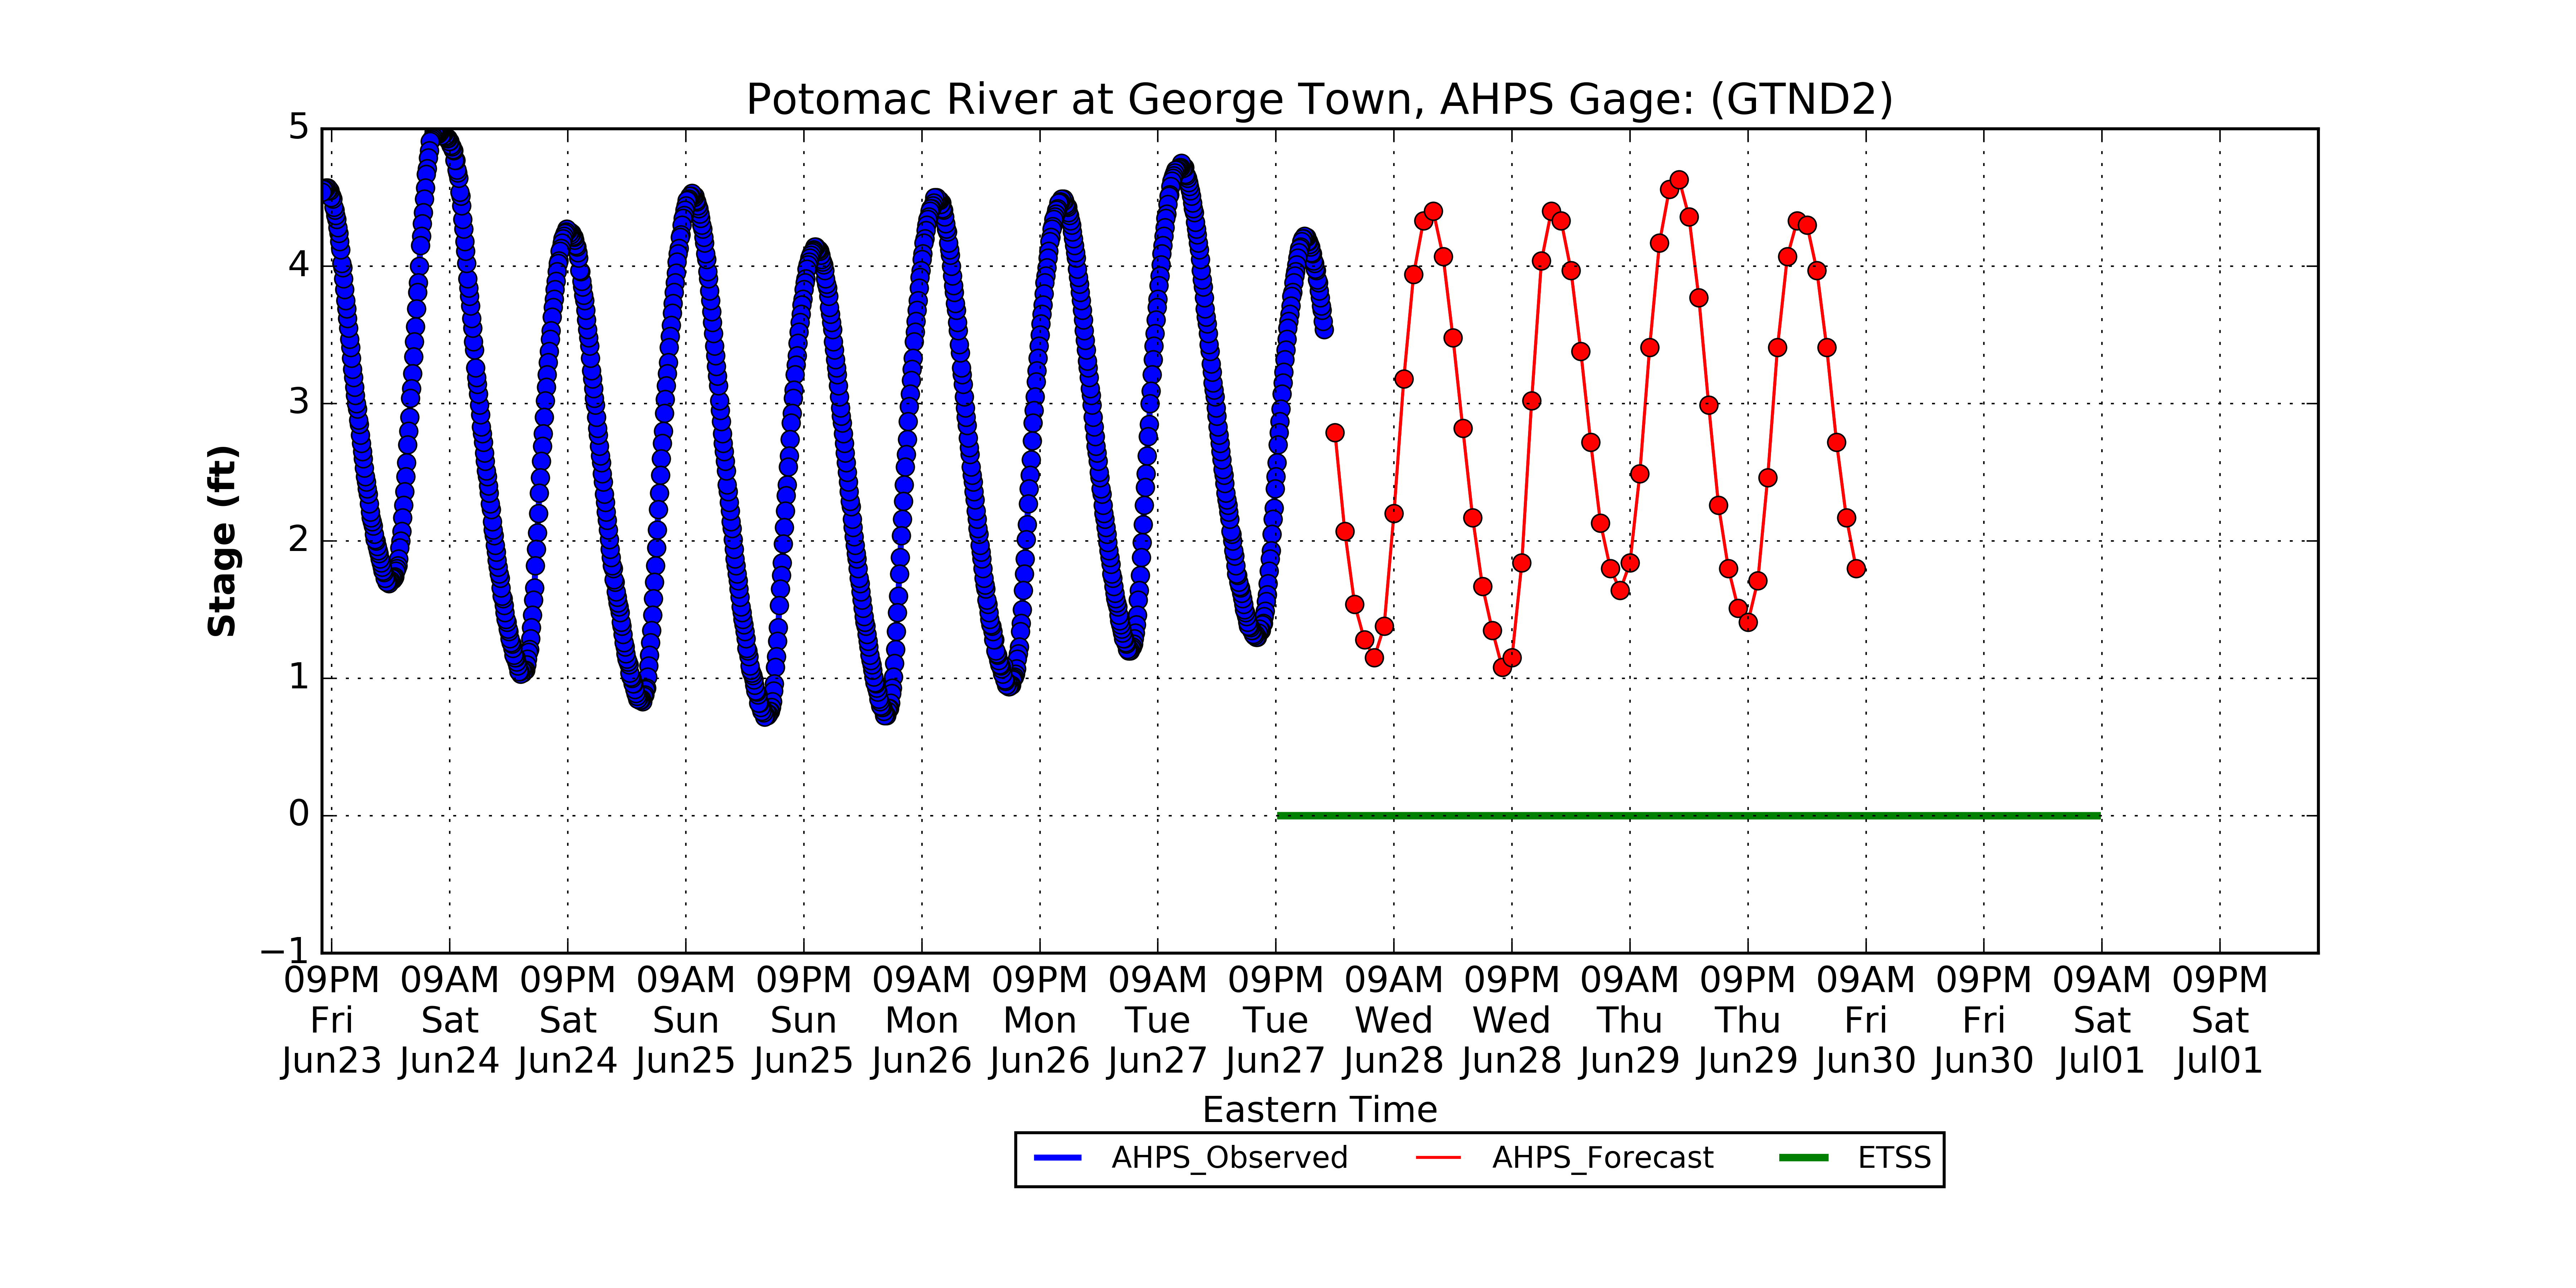 Potomac River at George Town, AHPS Gage: (GTND2)
5
4
3
2
1
0
−1
Stage (ft)
09PM 09AM 09PM 09AM 09PM 09AM 09PM 09AM 09PM 09AM 09PM 09AM 09PM 09AM 09PM 09AM 09PM
Fri Sat Sat Sun Sun Mon Mon Tue Tue Wed Wed Thu Thu Fri Fri Sat Sat
Jun23 Jun24 Jun24 Jun25 Jun25 Jun26 Jun26 Jun27 Jun27 Jun28 Jun28 Jun29 Jun29 Jun30 Jun30 Jul01 Jul01
Eastern Time
AHPS_Observed AHPS_Forecast ETSS